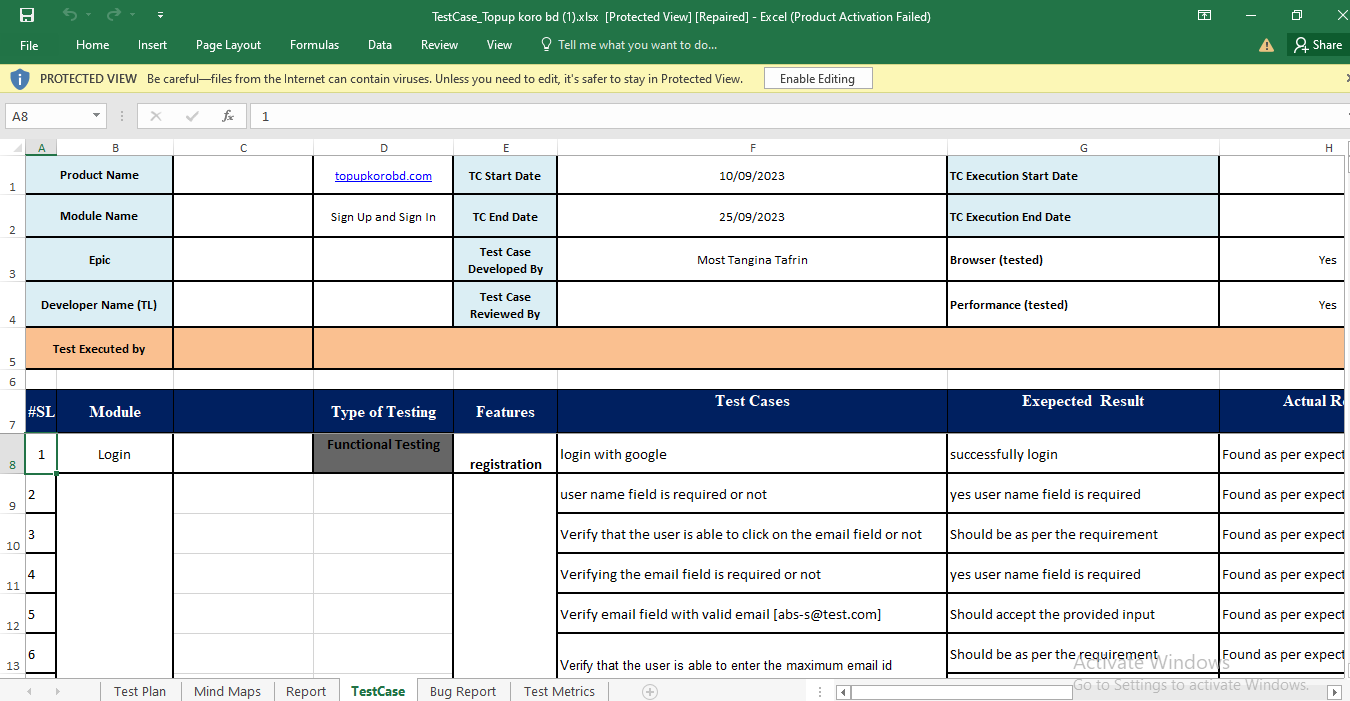 TestCase_Topup koro bd (1).xlsx [Protected View] [Repaired] - Excel (Product Activation Failed)
File Home Insert Page Layout Formulas Data Review View Tell me what you want to do... Share
PROTECTED VIEW Be careful—files from the Internet can contain viruses. Unless you need to edit, it's safer to stay in Protected View. Enable Editing
A8 fx 1
A B C D E F G H
1 Product Name topupkorobd.com TC Start Date 10/09/2023 TC Execution Start Date
2 Module Name Sign Up and Sign In TC End Date 25/09/2023 TC Execution End Date
3 Epic Test Case Developed By Most Tangina Tafrin Browser (tested) Yes
4 Developer Name (TL) Test Case Reviewed By Performance (tested) Yes
5 Test Executed by
6
7 #SL Module Type of Testing Features Test Cases Exepected Result Actual R
8 1 Login Functional Testing registration login with google successfully login Found as per expect
9 2 user name field is required or not yes user name field is required Found as per expect
10 3 Verify that the user is able to click on the email field or not Should be as per the requirement Found as per expect
11 4 Verifying the email field is required or not yes user name field is required Found as per expect
12 5 Verify email field with valid email [abs-s@test.com] Should accept the provided input Found as per expect
13 6 Verify that the user is able to enter the maximum email id Should be as per the requirement Found as per expect
Activate Windows
Go to Settings to activate Windows.
Test Plan Mind Maps Report TestCase Bug Report Test Metrics